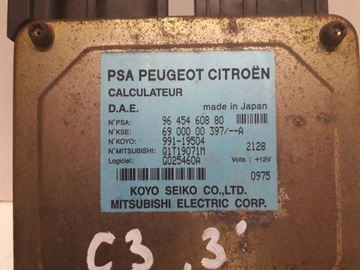 PSA PEUGEOT CITROËN
CALCULATEUR
D.A.E. made in Japan
N°PSA: 96 454 608 80
N°KSE: 69 000 00 397/--A
N°KOYO: 991-19504
N°MITSUBISHI: Q1T19071M 2128
Logiciel: G025460A Volts : +12V
0975
KOYO SEIKO CO.,LTD.
MITSUBISHI ELECTRIC CORP.
C3 3'